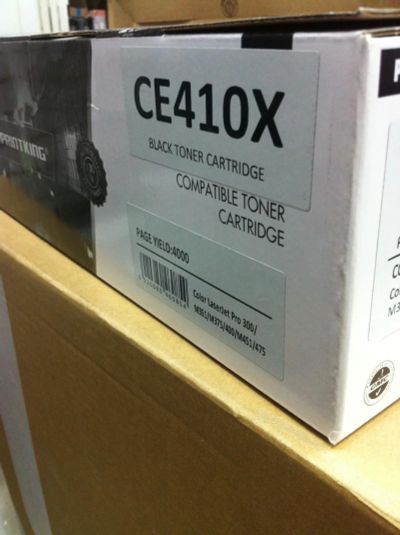 PRINTKING
CE410X
BLACK TONER CARTRIDGE
COMPATIBLE TONER
CARTRIDGE
PAGE YIELD:4000
Color LaserJet Pro 300/
M351/M375/400/M451/475